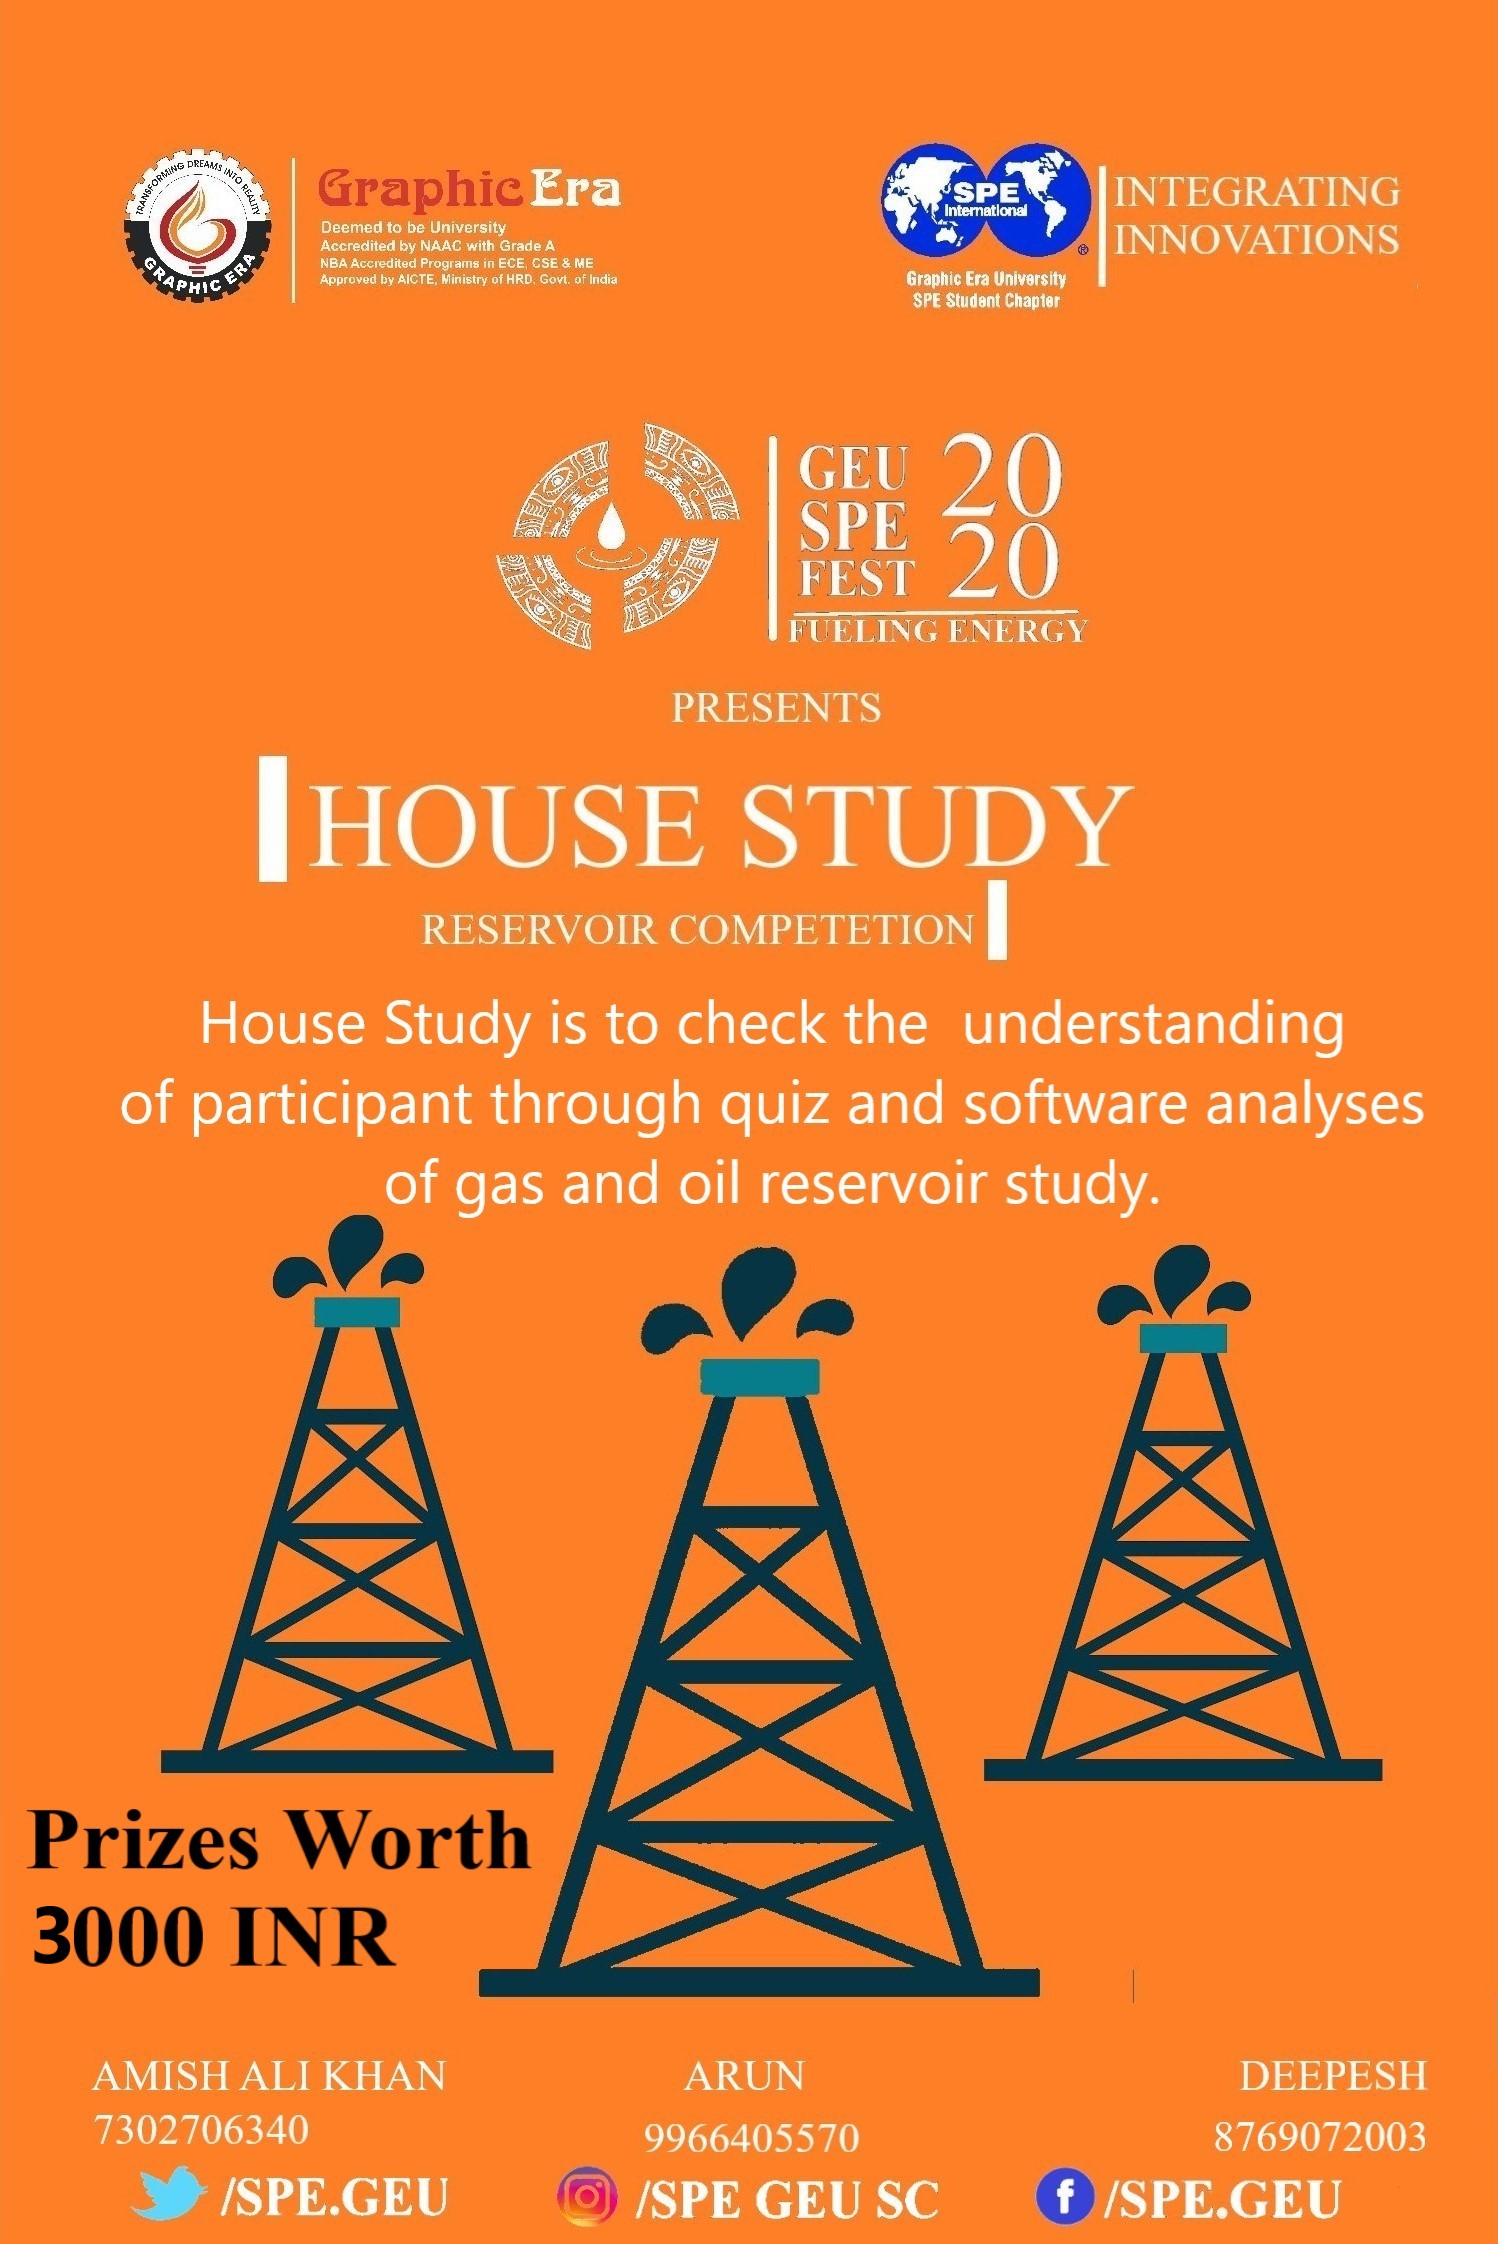 TRANSFORMING DREAMS INTO REALITY
GRAPHIC ERA
Graphic Era
Deemed to be University
Accredited by NAAC with Grade A
NBA Accredited Programs in ECE, CSE & ME
Approved by AICTE, Ministry of HRD, Govt. of India
SPE
International
®
Graphic Era University
SPE Student Chapter
INTEGRATING
INNOVATIONS
GEU
SPE
FEST
20
20
FUELING ENERGY
PRESENTS
HOUSE STUDY
RESERVOIR COMPETETION
House Study is to check the understanding
of participant through quiz and software analyses
of gas and oil reservoir study.
Prizes Worth
3000 INR
AMISH ALI KHAN
7302706340
ARUN
9966405570
DEEPESH
8769072003
/SPE.GEU
/SPE GEU SC
f /SPE.GEU